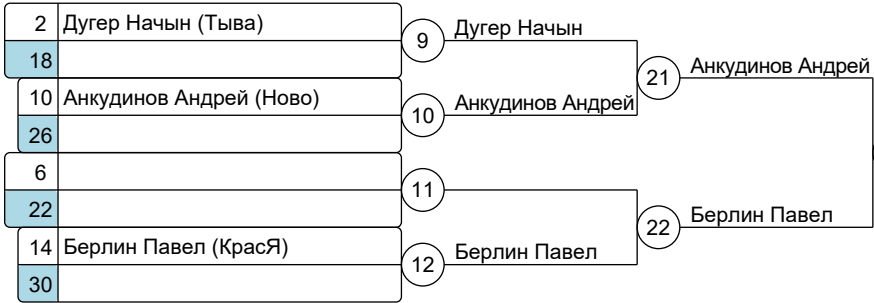 2 Дугер Начын (Тыва)
18
9 Дугер Начын
10 Анкудинов Андрей (Ново)
26
10 Анкудинов Андрей
21 Анкудинов Андрей
6
22
11
14 Берлин Павел (КрасЯ)
30
12 Берлин Павел
22 Берлин Павел